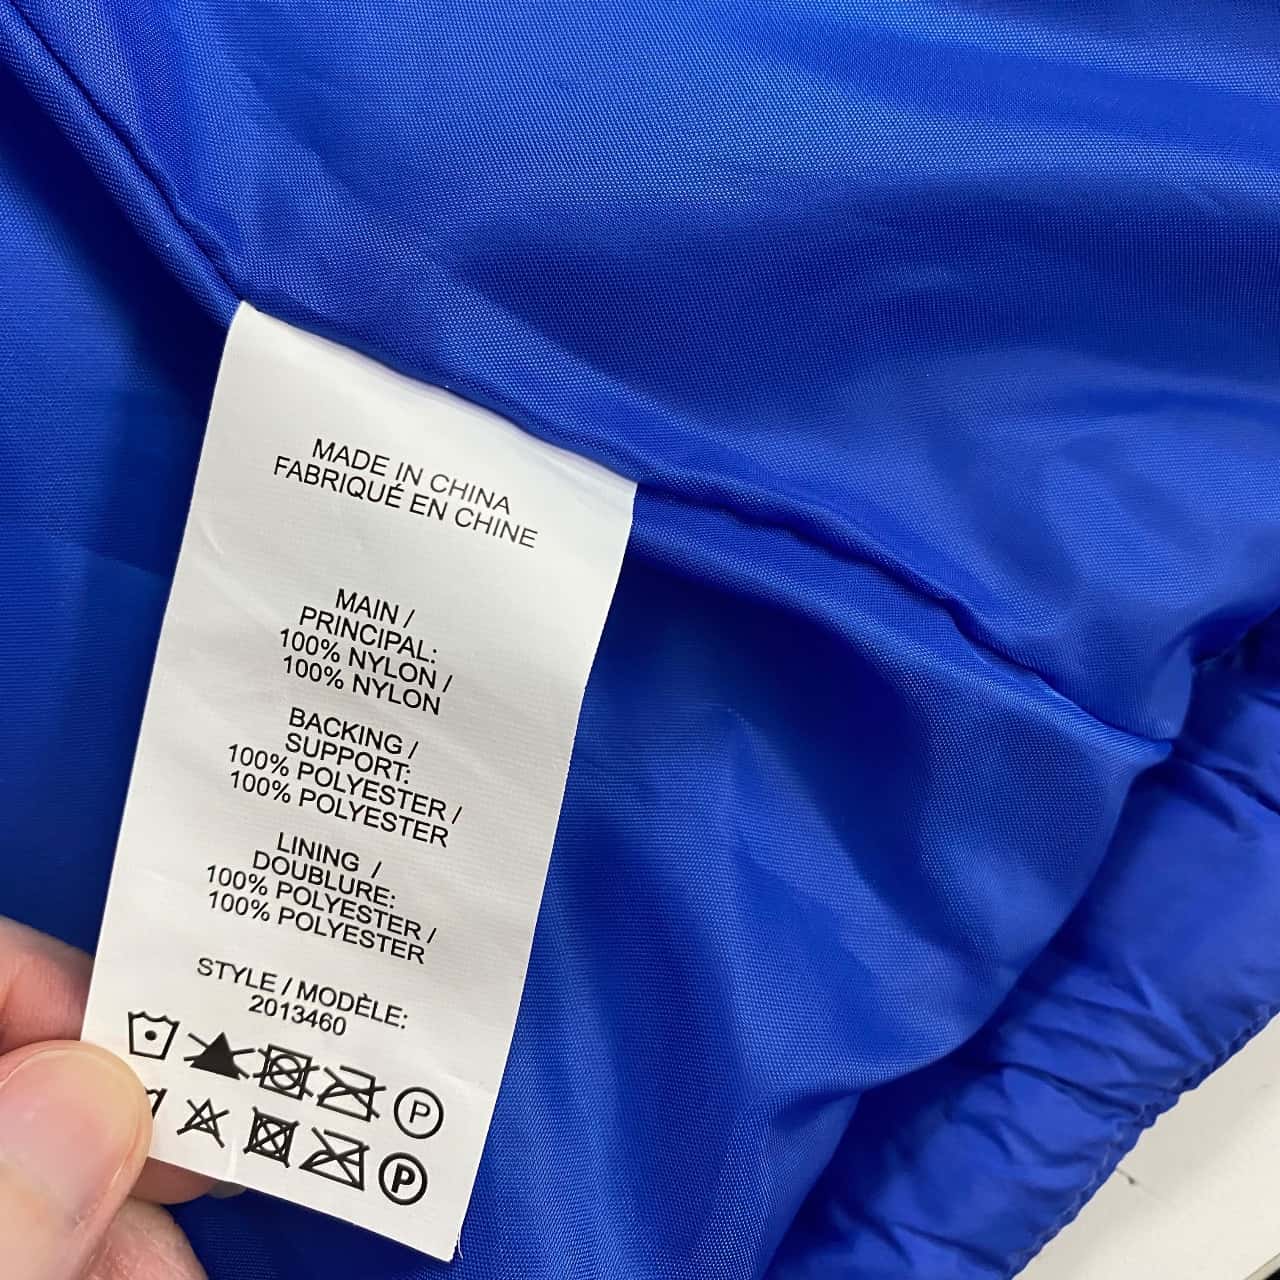 MADE IN CHINA
FABRIQUÉ EN CHINE
MAIN /
PRINCIPAL:
100% NYLON /
100% NYLON
BACKING /
SUPPORT:
100% POLYESTER /
100% POLYESTER
LINING /
DOUBLURE:
100% POLYESTER /
100% POLYESTER
STYLE / MODÈLE:
2013460
P
P